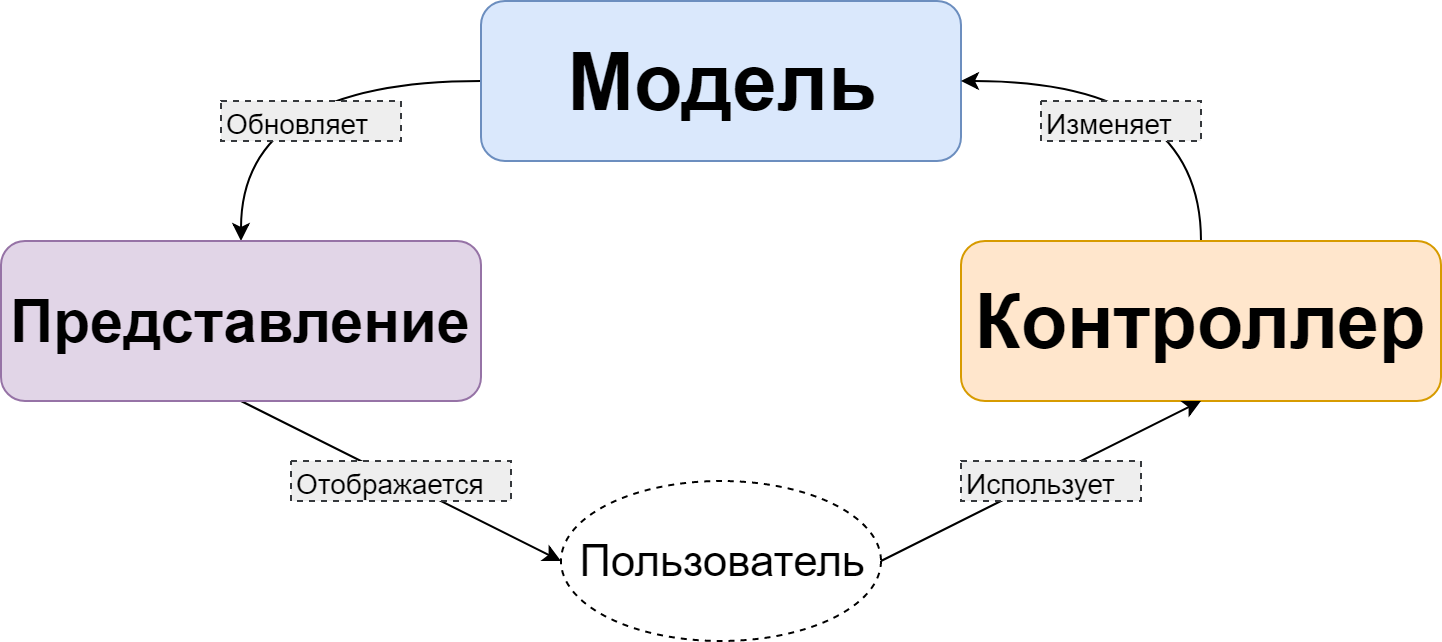 Модель
Обновляет
Изменяет
Представление
Контроллер
Отображается
Использует
Пользователь